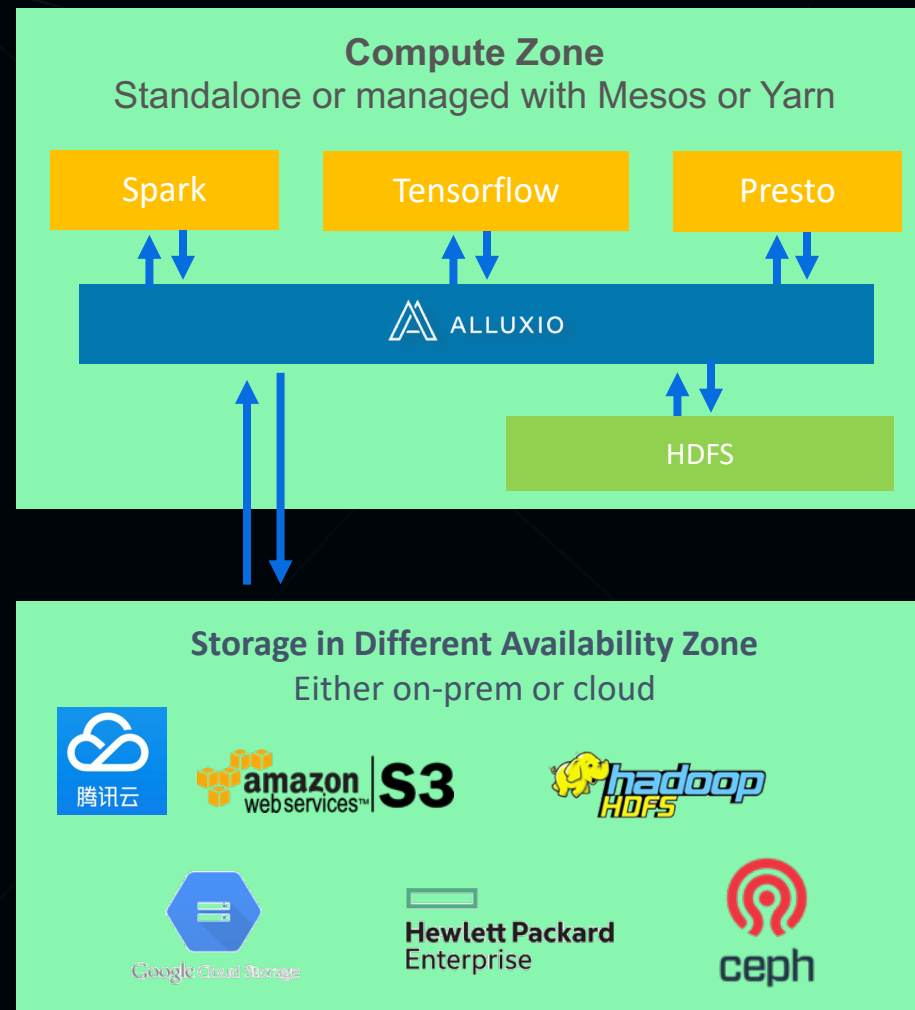 Compute Zone
Standalone or managed with Mesos or Yarn
Spark
Tensorflow
Presto
ALLUXIO
HDFS
Storage in Different Availability Zone
Either on-prem or cloud
腾讯云
amazon
web services™
S3
hadoop
HDFS
Google Cloud Storage
Hewlett Packard
Enterprise
ceph